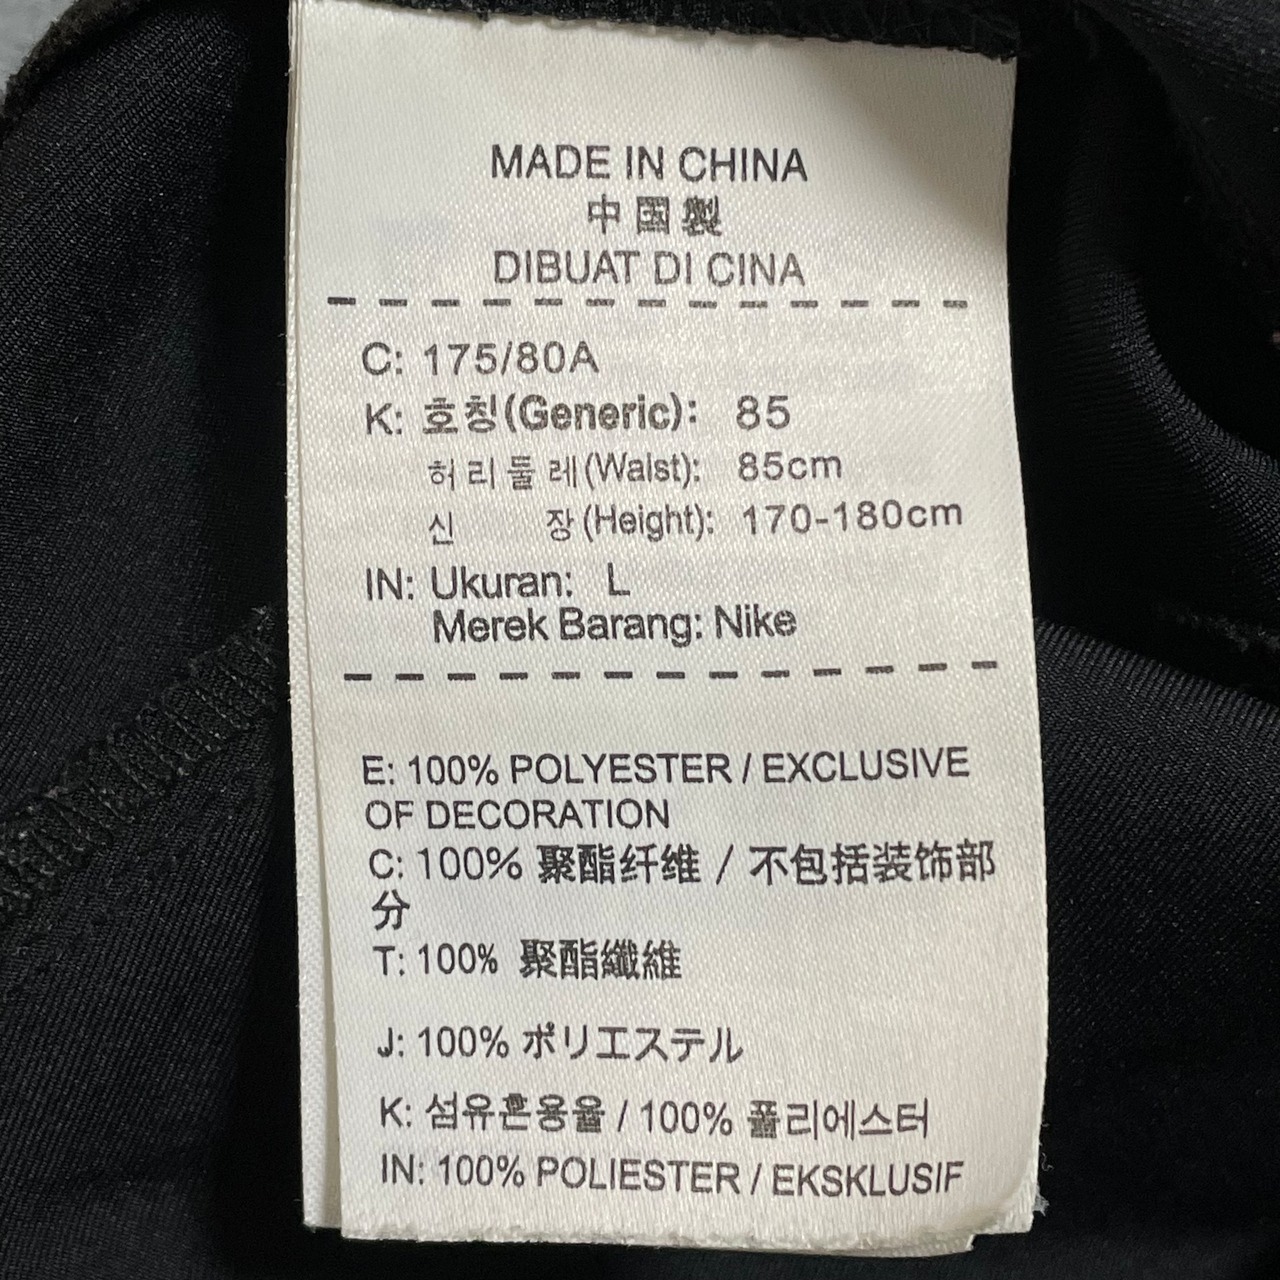 MADE IN CHINA
中国製
DIBUAT DI CINA
C: 175/80A
K: 호칭(Generic): 85
허리둘레(Waist): 85cm
신 장(Height): 170-180cm
IN: Ukuran: L
Merek Barang: Nike
E: 100% POLYESTER / EXCLUSIVE
OF DECORATION
C: 100% 聚酯纤维 / 不包括装饰部
分
T: 100% 聚酯纖維
J: 100% ポリエステル
K: 섬유혼용율 / 100% 폴리에스터
IN: 100% POLIESTER / EKSKLUSIF